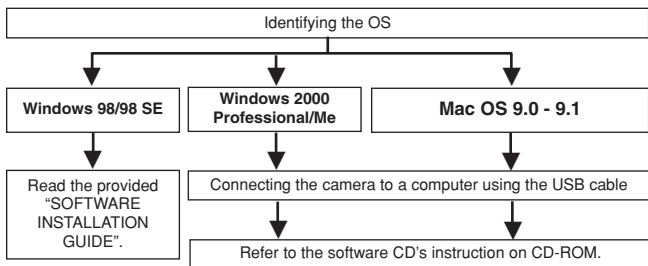 Identifying the OS
Windows 98/98 SE
Windows 2000
Professional/Me
Mac OS 9.0 - 9.1
Read the provided
“SOFTWARE
INSTALLATION
GUIDE”.
Connecting the camera to a computer using the USB cable
Refer to the software CD’s instruction on CD-ROM.